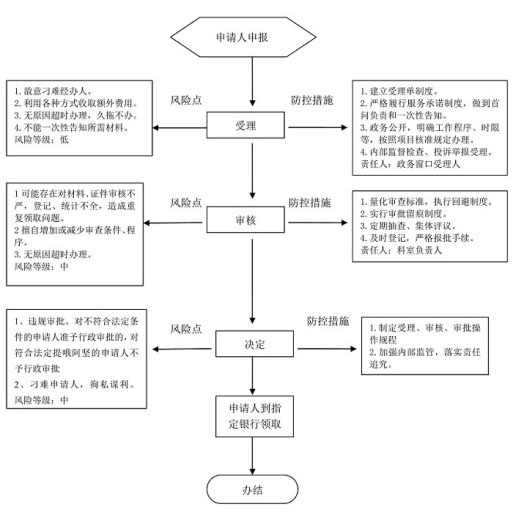 申请人申报
1. 故意刁难经办人。
2. 利用各种方式收取额外费用。
3. 无原因超时办理，久拖不办。
4. 不能一次性告知所需材料。
风险等级：低
风险点
受理
防控措施
1. 建立受理单制度。
2. 严格履行服务承诺制度，做到首
问负责和一次性告知。
3. 政务公开，明确工作程序、时限
等，按照项目核准规定办理。
4. 内部监督检查、投诉举报受理。
责任人：政务窗口受理人
1 可能存在对材料、证件审核不
严，登记、统计不全，造成重
复领取问题。
2 擅自增加或减少审查条件、程
序。
3. 无原因超时办理。
风险等级：中
风险点
审核
防控措施
1. 量化审查标准，执行回避制度。
2. 实行审批留痕制度。
3. 定期抽查、集体评议。
4. 及时登记，严格报批手续。
责任人：科室负责人
1、违规审批。对不符合法定条
件的申请人准予行政审批的，对
符合法定提哦阿坚的申请人不
予行政审批
2、刁难申请人，徇私谋利。
风险等级：中
风险点
决定
防控措施
1. 制定受理、审核、审批操
作规程
2. 加强内部监管，落实责任
追究。
申请人到指
定银行领取
办结